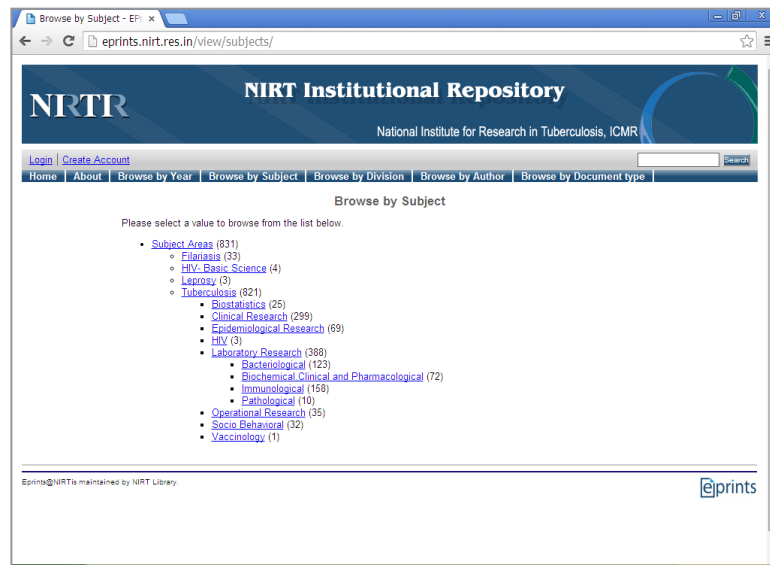 Browse by Subject - EPr
eprints.nirt.res.in/view/subjects/
NIRTIR
NIRT Institutional Repository
National Institute for Research in Tuberculosis, ICMR
Login | Create Account
Search
Home | About | Browse by Year | Browse by Subject | Browse by Division | Browse by Author | Browse by Document type |
Browse by Subject
Please select a value to browse from the list below.
Subject Areas (831)
Filariasis (33)
HIV- Basic Science (4)
Leprosy (3)
Tuberculosis (821)
Biostatistics (25)
Clinical Research (299)
Epidemiological Research (69)
HIV (3)
Laboratory Research (388)
Bacteriological (123)
Biochemical,Clinical and Pharmacological (72)
Immunological (158)
Pathological (10)
Operational Research (35)
Socio Behavioral (32)
Vaccinology (1)
Eprints@NIRTis maintained by NIRT Library.
eprints